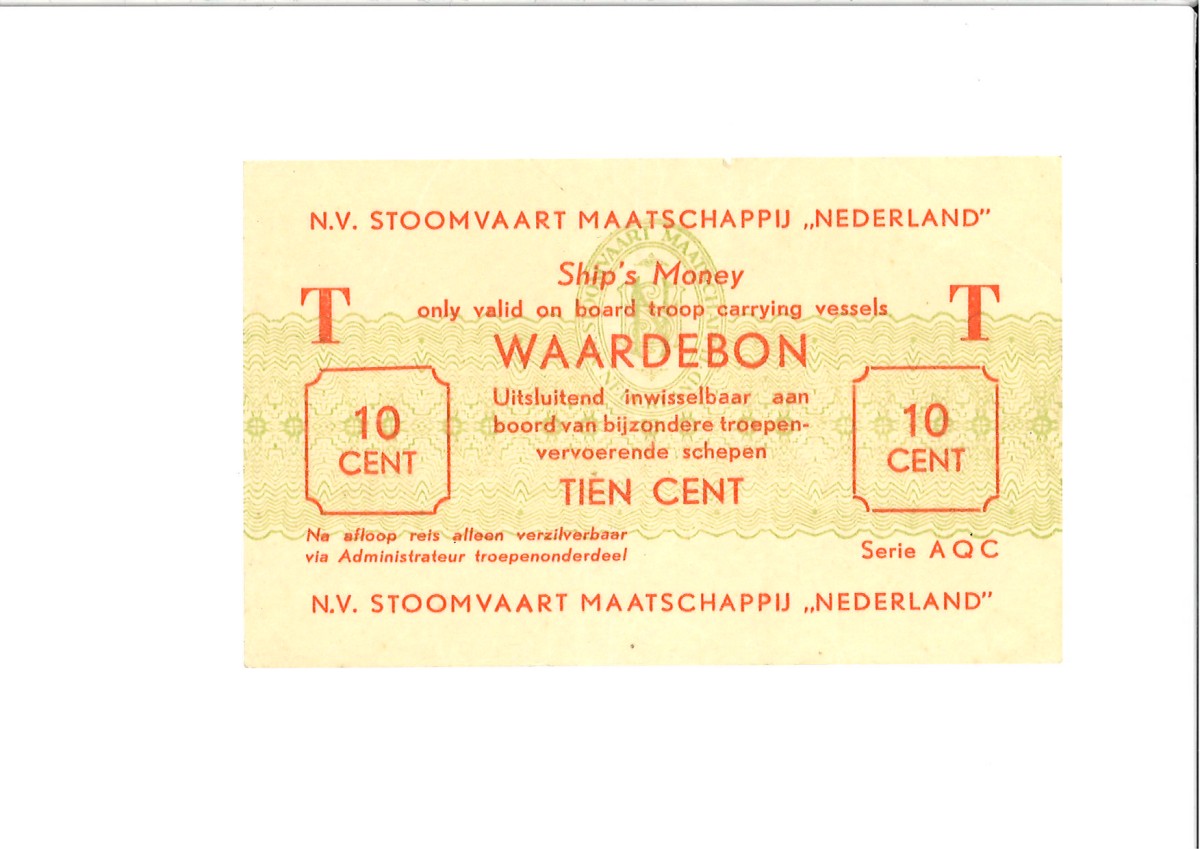 N.V. STOOMVAART MAATSCHAPPIJ „NEDERLAND”
Ship's Money
T
T
only valid on board troop carrying vessels
WAARDEBON
10
CENT
Uitsluitend inwisselbaar aan
boord van bijzondere troepen-
vervoerende schepen
TIEN CENT
10
CENT
Na afloop reis alleen verzilverbaar
via Administrateur troepenonderdeel
Serie AQC
N.V. STOOMVAART MAATSCHAPPIJ „NEDERLAND”